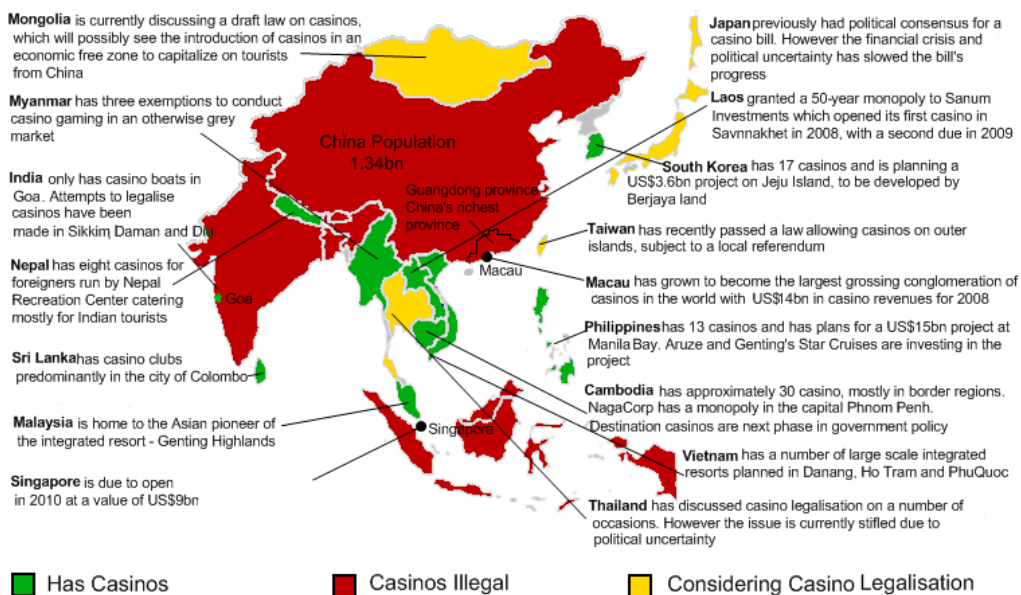 Mongolia is currently discussing a draft law on casinos,
which will possibly see the introduction of casinos in an
economic free zone to capitalize on tourists
from China
Myanmar has three exemptions to conduct
casino gaming in an otherwise grey
market
India only has casino boats in
Goa. Attempts to legalise
casinos have been
made in Sikkim, Daman and Diu
Nepal has eight casinos for
foreigners run by Nepal
Recreation Center catering
mostly for Indian tourists
Sri Lanka has casino clubs
predominantly in the city of Colombo
Malaysia is home to the Asian pioneer of
the integrated resort - Genting Highlands
Singapore is due to open
in 2010 at a value of US$9bn
China Population
1.34bn
Guangdong province
China's richest
province
Macau
Goa
Singapore
Japan previously had political consensus for a
casino bill. However the financial crisis and
political uncertainty has slowed the bill's
progress
Laos granted a 50-year monopoly to Sanum
Investments which opened its first casino in
Savnnakhet in 2008, with a second due in 2009
South Korea has 17 casinos and is planning a
US$3.6bn project on Jeju Island, to be developed by
Berjaya land
Taiwan has recently passed a law allowing casinos on outer
islands, subject to a local referendum
Macau has grown to become the largest grossing conglomeration of
casinos in the world with US$14bn in casino revenues for 2008
Philippines has 13 casinos and has plans for a US$15bn project at
Manila Bay. Aruze and Genting's Star Cruises are investing in the
project
Cambodia has approximately 30 casino, mostly in border regions.
NagaCorp has a monopoly in the capital Phnom Penh.
Destination casinos are next phase in government policy
Vietnam has a number of large scale integrated
resorts planned in Danang, Ho Tram and PhuQuoc
Thailand has discussed casino legalisation on a number of
occasions. However the issue is currently stifled due to
political uncertainty
Has Casinos
Casinos Illegal
Considering Casino Legalisation